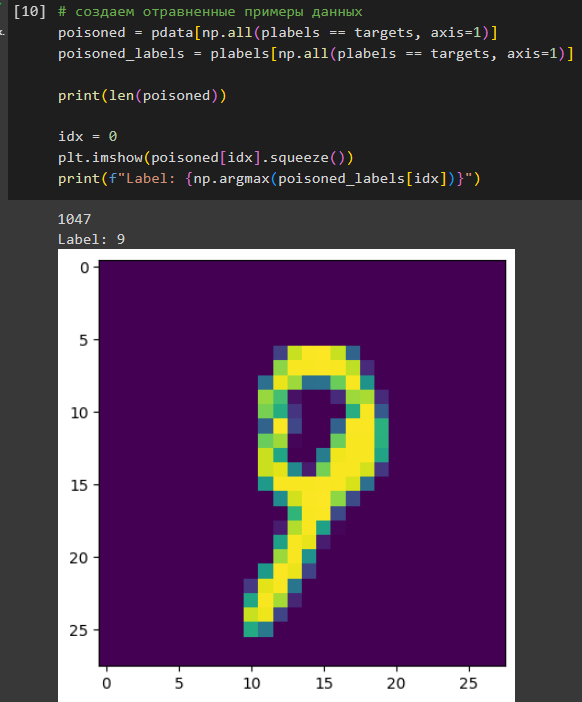 [10] # создаем отравненные примеры данных
poisoned = pdata[np.all(plabels == targets, axis=1)]
poisoned_labels = plabels[np.all(plabels == targets, axis=1)]
print(len(poisoned))
idx = 0
plt.imshow(poisoned[idx].squeeze())
print(f"Label: {np.argmax(poisoned_labels[idx])}")
1047
Label: 9
0
5
10
15
20
25
0 5 10 15 20 25